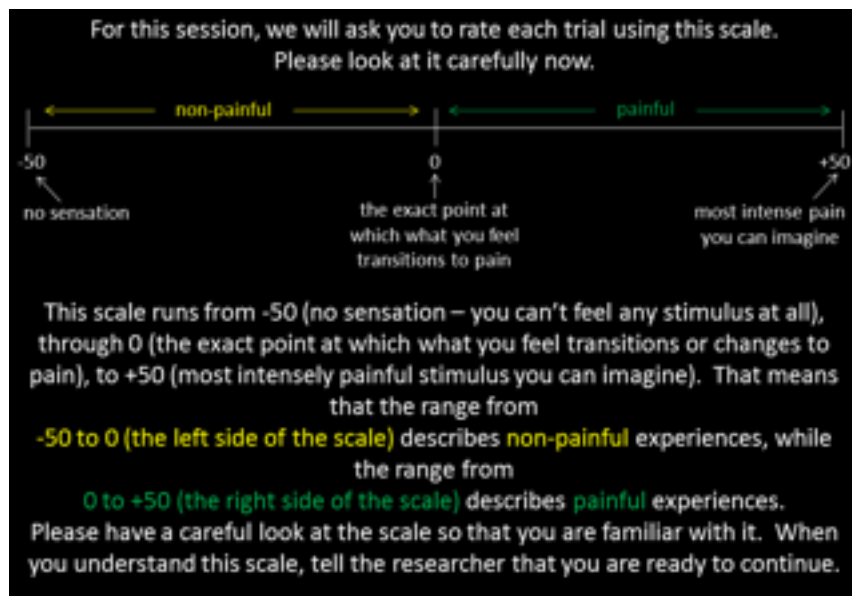 For this session, we will ask you to rate each trial using this scale.
Please look at it carefully now.
non-painful
painful
-50
0
+50
no sensation
the exact point at
which what you feel
transitions to pain
most intense pain
you can imagine
This scale runs from -50 (no sensation – you can't feel any stimulus at all),
through 0 (the exact point at which what you feel transitions or changes to
pain), to +50 (most intensely painful stimulus you can imagine).  That means
that the range from
-50 to 0 (the left side of the scale) describes non-painful experiences, while
the range from
0 to +50 (the right side of the scale) describes painful experiences.
Please have a careful look at the scale so that you are familiar with it.  When
you understand this scale, tell the researcher that you are ready to continue.